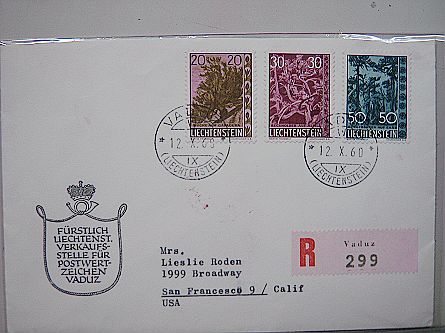 20 20
30 30
50 50
LIECHTENSTEIN
LIECHTENSTEIN
LIECHTENSTEIN
VADUZ
12.X.60
IX
(LIECHTENSTEIN)
12.X.60
IX
(LIECHTENSTEIN)
FÜRSTLICH
LIECHTENST.
VERKAUFS-
STELLE FÜR
POSTWERT-
ZEICHEN
VADUZ
Mrs.
Lieslie Roden
1999 Broadway
San Francesco 9 / Calif
USA
R
Vaduz
299